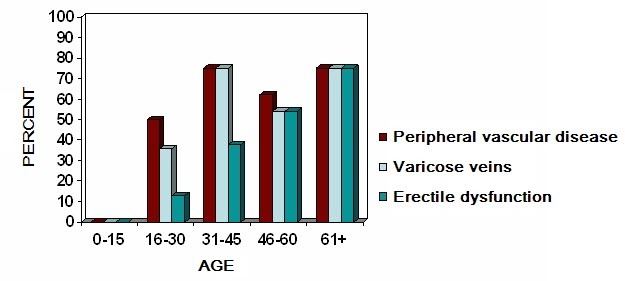 100
90
80
70
60
50
40
30
20
10
0
PERCENT
0-15 16-30 31-45 46-60 61+
AGE
Peripheral vascular disease
Varicose veins
Erectile dysfunction